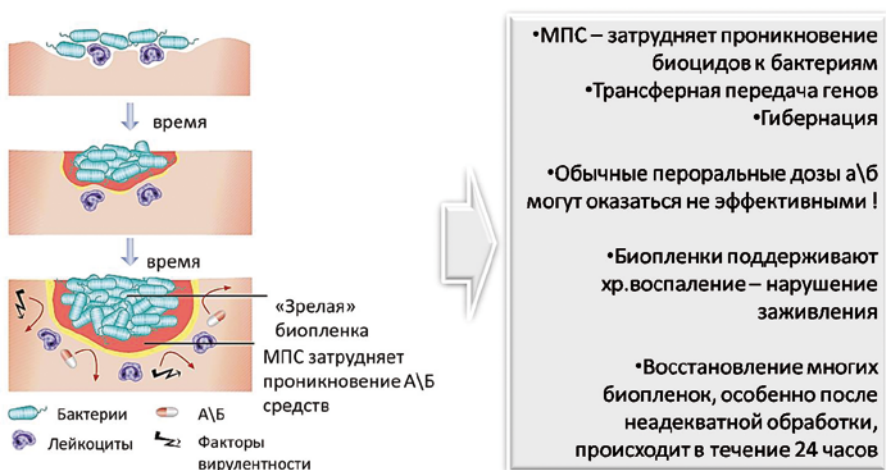 время
время
«Зрелая»
биопленка
МПС затрудняет
проникновение А\Б
средств
Бактерии
А\Б
Лейкоциты
Факторы
вирулентности
•МПС – затрудняет проникновение
биоцидов к бактериям
•Трансферная передача генов
•Гибернация
•Обычные пероральные дозы а\б
могут оказаться не эффективными !
•Биопленки поддерживают
хр.воспаление – нарушение
заживления
•Восстановление многих
биопленок, особенно после
неадекватной обработки,
происходит в течение 24 часов